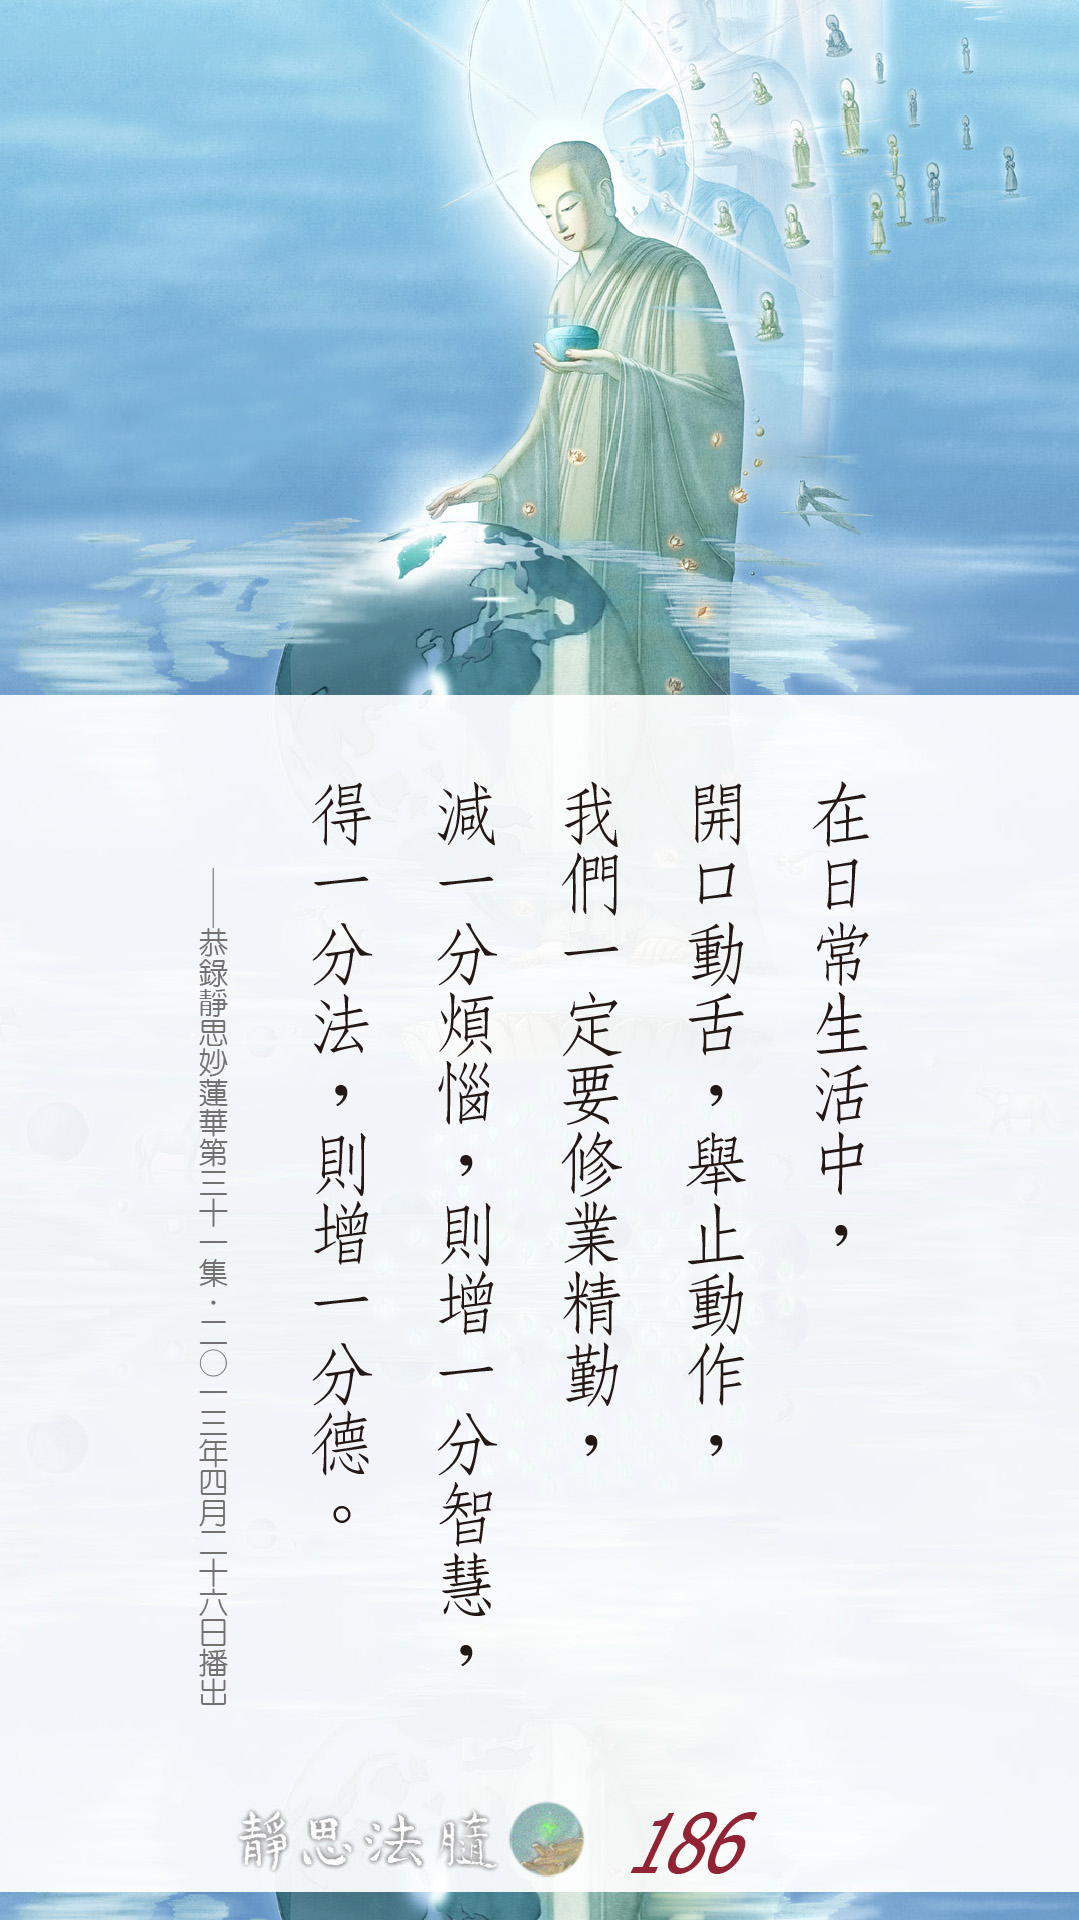 在日常生活中，
開口動舌，舉止動作，
我們一定要修業精勤，
減一分煩惱，則增一分智慧，
得一分法，則增一分德。
——恭錄靜思妙蓮華第三十一集·二〇一三年四月二十六日播出
靜思法髓
186